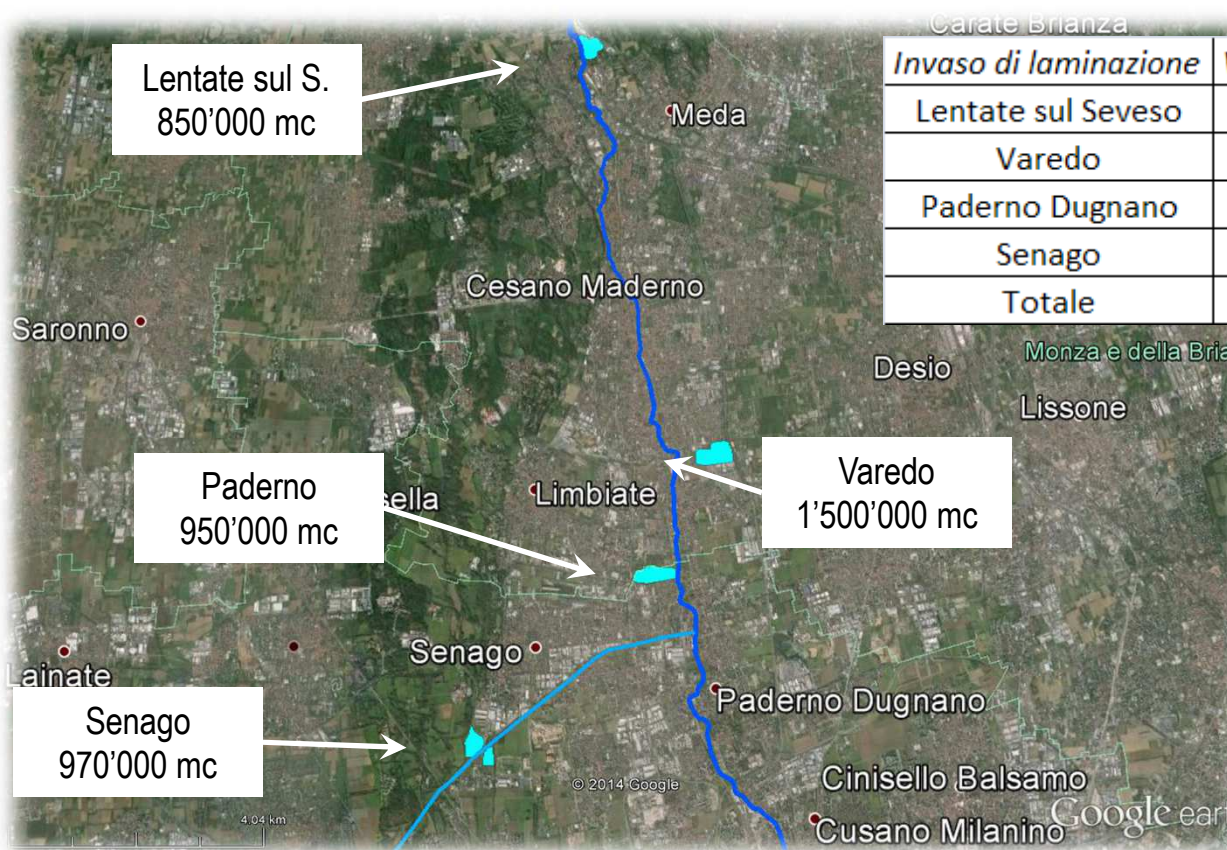 Carate Brianza
Lentate sul S.
850'000 mc
Invaso di laminazione
Lentate sul Seveso
Varedo
Paderno Dugnano
Senago
Totale
Meda
Cesano Maderno
Saronno
Monza e della Bria
Desio
Lissone
Paderno
950'000 mc
sella
Limbiate
Varedo
1'500'000 mc
Senago
Lainate
Paderno Dugnano
Senago
970'000 mc
© 2014 Google
Cinisello Balsamo
4.04 km
Google ear
Cusano Milanino